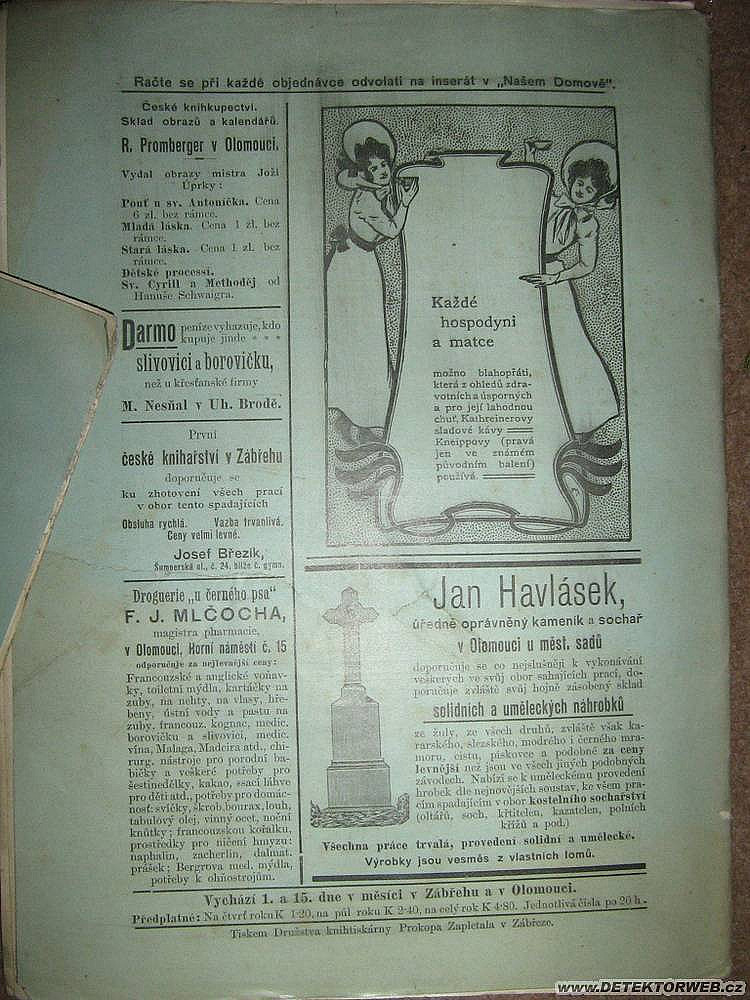 Račte se při každé objednávce odvolati na inserát v „Našem Domově".
České knihkupectví.
Sklad obrazů a kalendářů.
R. Promberger v Olomouci.
Vydal obrazy mistra Joži
Úprky:
Pouť u sv. Antoníčka. Cena
6 zl. bez rámce.
Mladá láska. Cena 1 zl. bez
rámce.
Stará láska. Cena 1 zl. bez
rámce.
Dětské processí.
Sv. Cyrill a Methoděj od
Hanuše Schwaigra.
Darmo peníze vyhazuje, kdo
kupuje jinde * * *
slivovici a borovičku,
než u křesťanské firmy
M. Nesňal v Uh. Brodě.
První
české knihařství v Zábřehu
doporučuje se
ku zhotovení všech prací
v obor tento spadajících
Obsluha rychlá. Vazba trvanlivá.
Ceny velmi levné.
Josef Březik,
Šumperská ul., č. 24. blíže č. gymn.
Droguerie „u černého psa"
F. J. MLČOCHA,
magistra pharmacie,
v Olomouci, Horní náměstí č. 15
odporučuje za nejlevnější ceny:
Francouzské a anglické voňav-
ky, toiletní mýdla, kartáčky na
zuby, na nehty, na vlasy, hře-
beny, ústní vody a pastu na
zuby, francouz. kognac, medic.
borovičku a slivovici, medic.
vína, Malaga, Madeira atd., chi-
rurg. nástroje pro porodní ba-
bičky a veškeré potřeby pro
šestinedělky, kakao, ssací láhve
pro děti atd., potřeby pro domác-
nosť: svíčky, škrob, bourax, louh,
tabulový olej, vinný ocet, noční
knůtky; francouzskou kořalku,
prostředky pro ničení hmyzu:
naphalin, zacherlin, dalmat.
prášek; Bergrova med. mýdla,
potřeby k ohňostrojům.
Každé
hospodyni
a matce
možno blahopřáti,
která z ohledů zdra-
votních a úsporných
a pro její lahodnou
chuť, Kathreinerovy
sladové kávy
Kneippovy (pravá
jen ve známém
původním balení)
používá.
Jan Havlásek,
úředně oprávněný kameník a sochař
v Olomouci u měst. sadů
doporučuje se co nejslušněji k vykonávání
veškerých ve svůj obor sahajících prací, do-
poručuje zvláště svůj hojně zásobený sklad
solidních a uměleckých náhrobků
ze žuly, ze všech druhů, zvláště však ka-
rarského, slezského, modrého i černého mra-
moru, cistu, pískovce a podobné za ceny
levnější než jsou ve všech jiných podobných
závodech. Nabízí se k uměleckému provedení
hrobek dle nejnovějších soustav, ko všem pra-
cím spadajícím v obor kostelního sochařství
(oltářů, soch, křtitelen, kazatelen, polních
křížů a pod.)
Všechna práce trvalá, provedení solidní a umělecké.
Výrobky jsou vesměs z vlastních lomů.
Vychází 1. a 15. dne v měsíci v Zábřehu a v Olomouci.
Předplatné: Na čtvrť roku K 1·20, na půl roku K 2·40, na celý rok K 4·80. Jednotlivá čísla po 20 h.
Tiskem Družstva knihtiskárny Prokopa Zapletala v Zábřeze.
www.DETEKTORWEB.cz